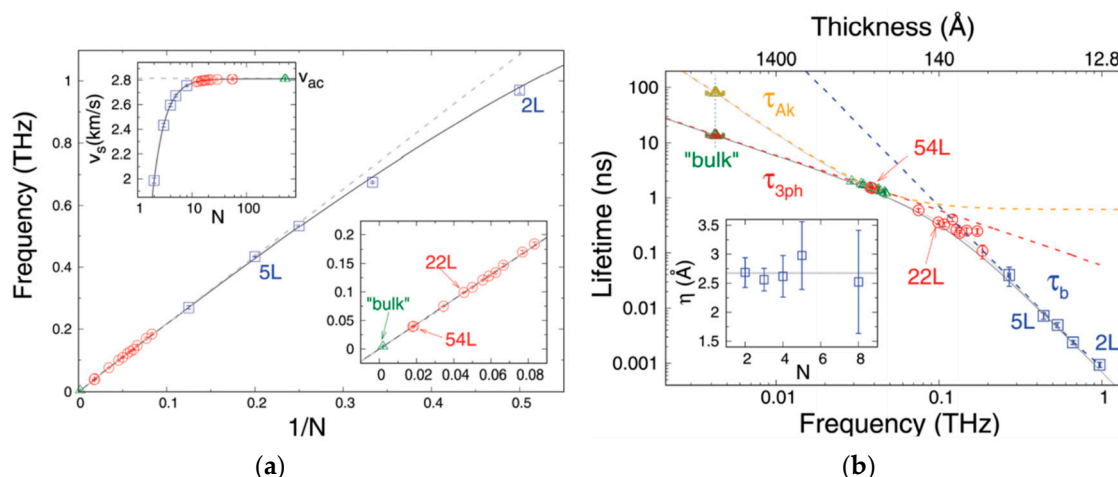 Frequency (THz)
1
0.8
0.6
0.4
0.2
0
0
0.1
0.2
0.3
0.4
0.5
1/N
2L
5L
v_s(km/s)
2.8
2.6
2.4
2.2
2
1
10
100
N
v_ac
0.2
0.15
0.1
0.05
0
0
0.02
0.04
0.06
0.08
22L
"bulk"
54L
(a)
Thickness (Å)
1400
140
12.8
Lifetime (ns)
100
10
1
0.1
0.01
0.001
τ_Ak
"bulk"
54L
τ_3ph
22L
τ_b
5L
2L
η (Å)
3.5
2.5
1.5
2
4
6
8
N
0.01
0.1
1
Frequency (THz)
(b)